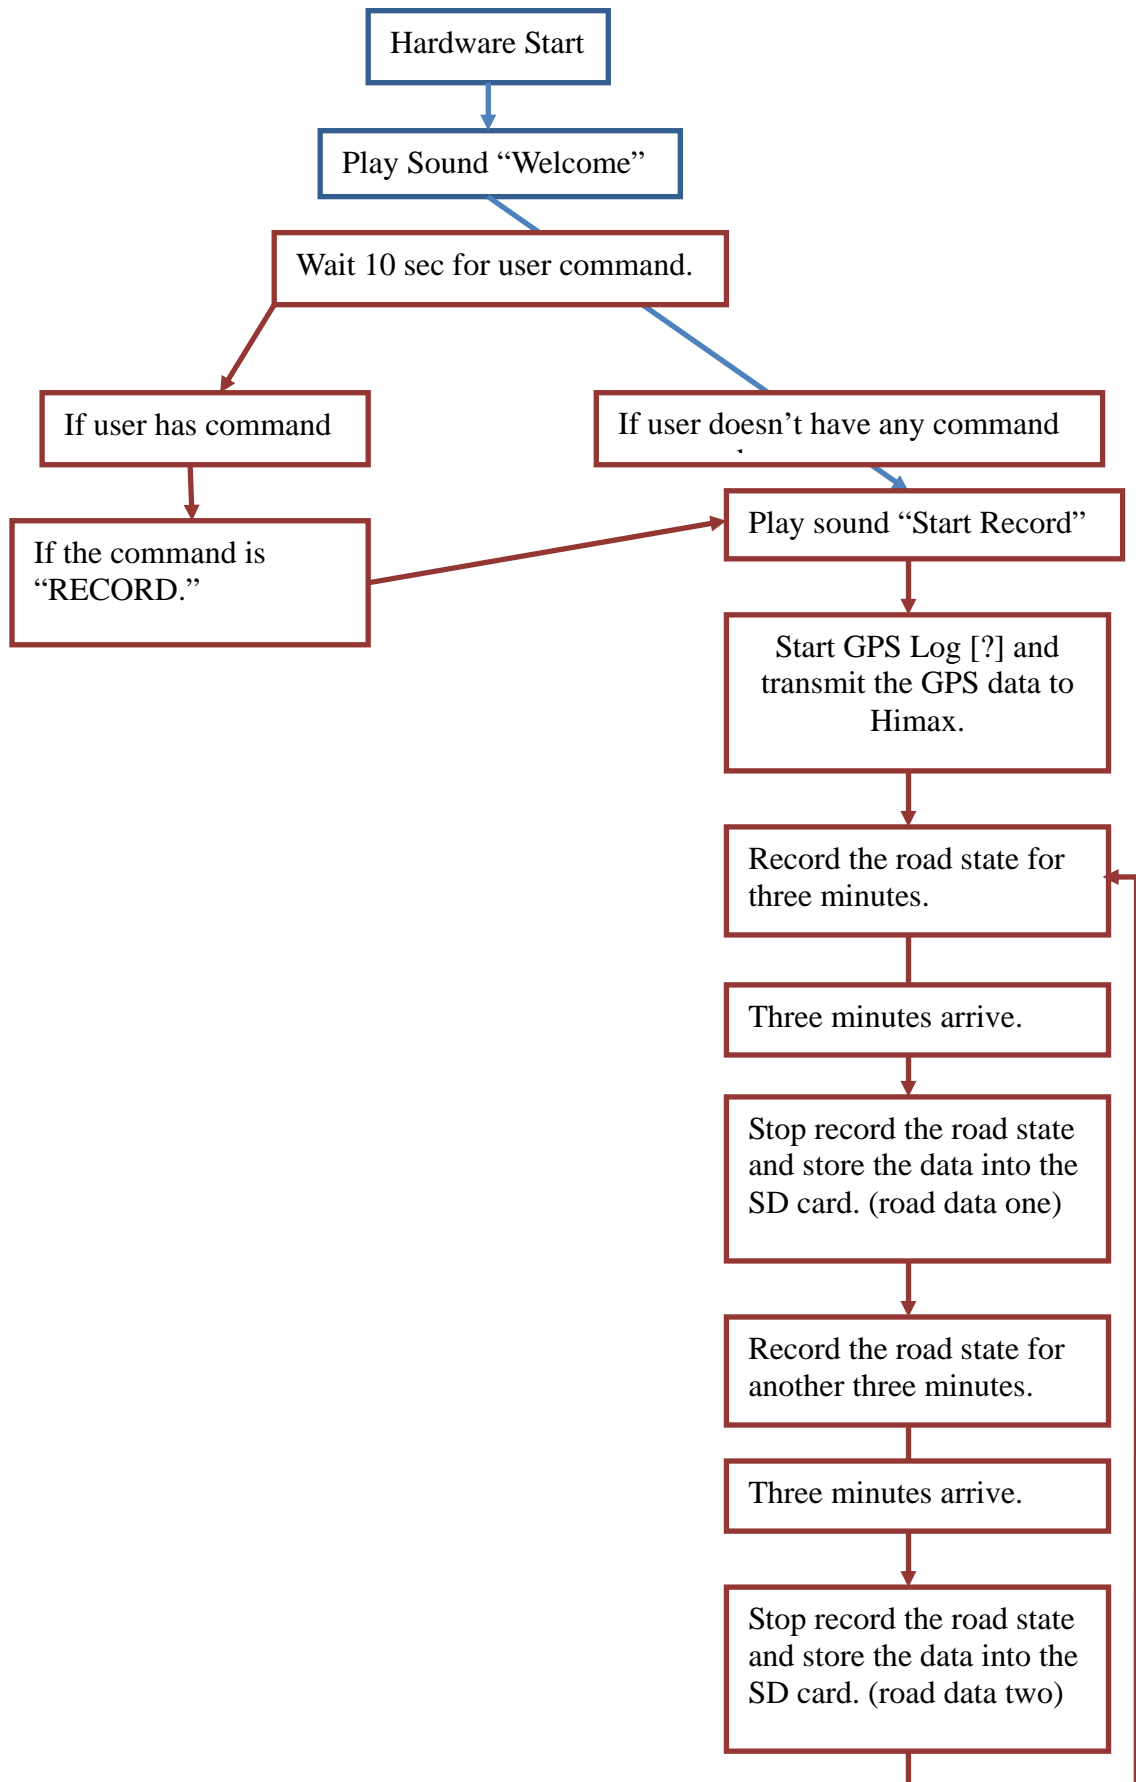 Hardware Start
Play Sound “Welcome”
Wait 10 sec for user command.
If user has command
If user doesn’t have any command
If the command is
“RECORD.”
Play sound “Start Record”
Start GPS Log [?] and
transmit the GPS data to
Himax.
Record the road state for
three minutes.
Three minutes arrive.
Stop record the road state
and store the data into the
SD card. (road data one)
Record the road state for
another three minutes.
Three minutes arrive.
Stop record the road state
and store the data into the
SD card. (road data two)